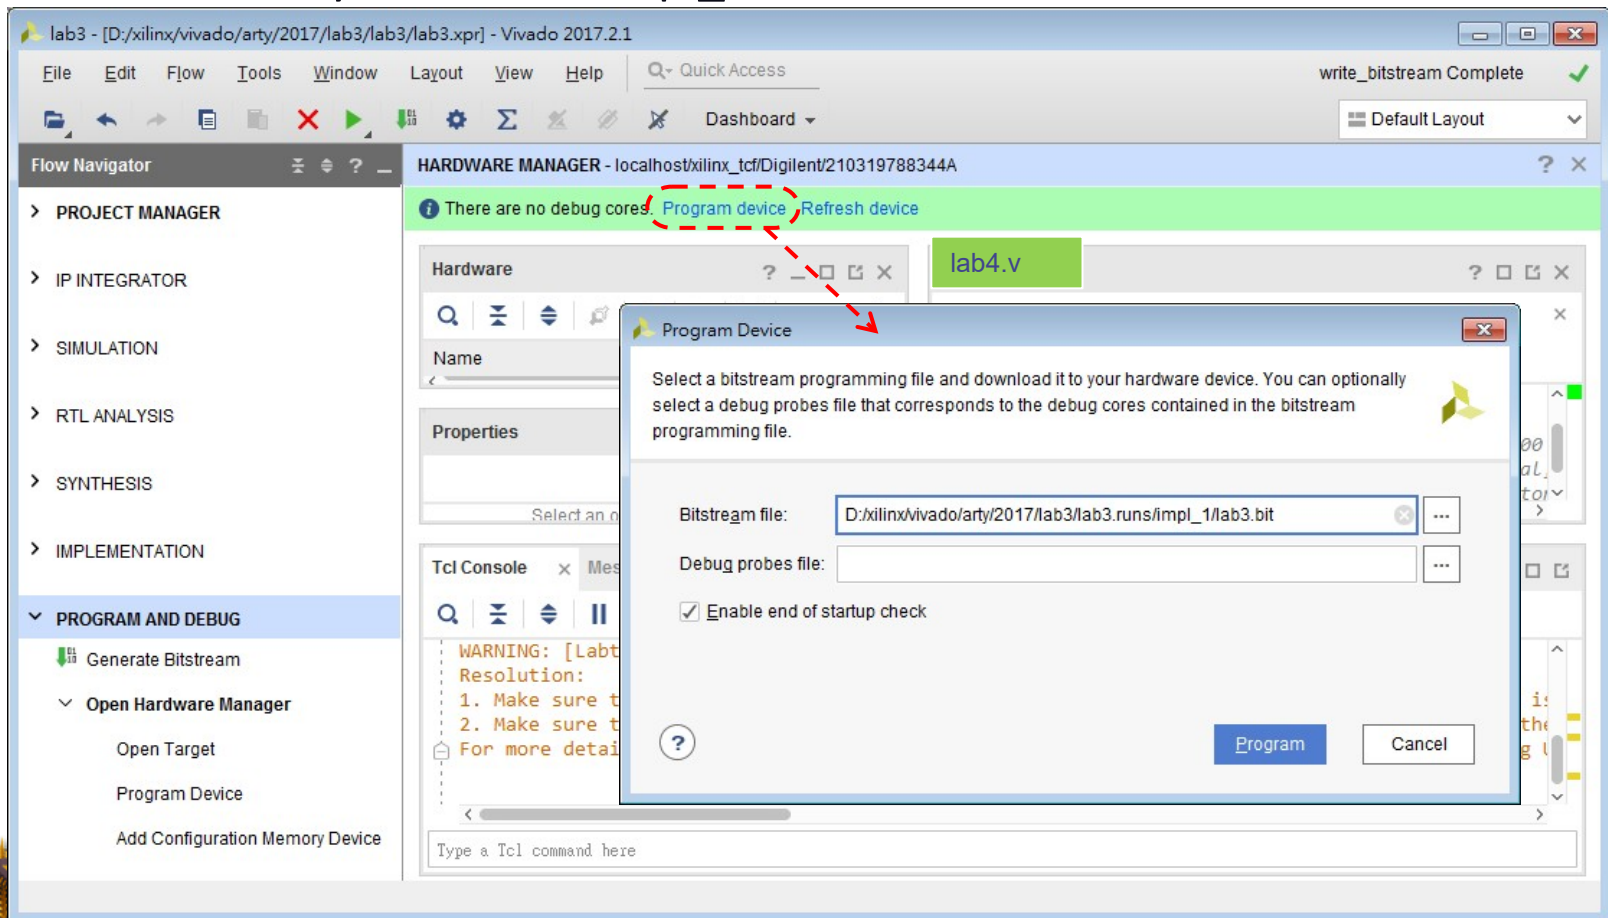 lab3 - [D:/xilinx/vivado/arty/2017/lab3/lab3/lab3.xpr] - Vivado 2017.2.1
File Edit Flow Tools Window Layout View Help Quick Access write_bitstream Complete
Dashboard Default Layout
Flow Navigator
HARDWARE MANAGER - localhost/xilinx_tcf/Digilent/210319788344A
There are no debug cores. Program device Refresh device
PROJECT MANAGER
IP INTEGRATOR
SIMULATION
RTL ANALYSIS
SYNTHESIS
IMPLEMENTATION
PROGRAM AND DEBUG
Generate Bitstream
Open Hardware Manager
Open Target
Program Device
Add Configuration Memory Device
Hardware
lab4.v
Name
Properties
Select an o
Tcl Console
Mes
WARNING: [Labt
Resolution:
1. Make sure t
2. Make sure t
For more detai
Type a Tcl command here
Program Device
Select a bitstream programming file and download it to your hardware device. You can optionally
select a debug probes file that corresponds to the debug cores contained in the bitstream
programming file.
Bitstream file: D:/xilinx/vivado/arty/2017/lab3/lab3.runs/impl_1/lab3.bit
Debug probes file:
Enable end of startup check
Program Cancel